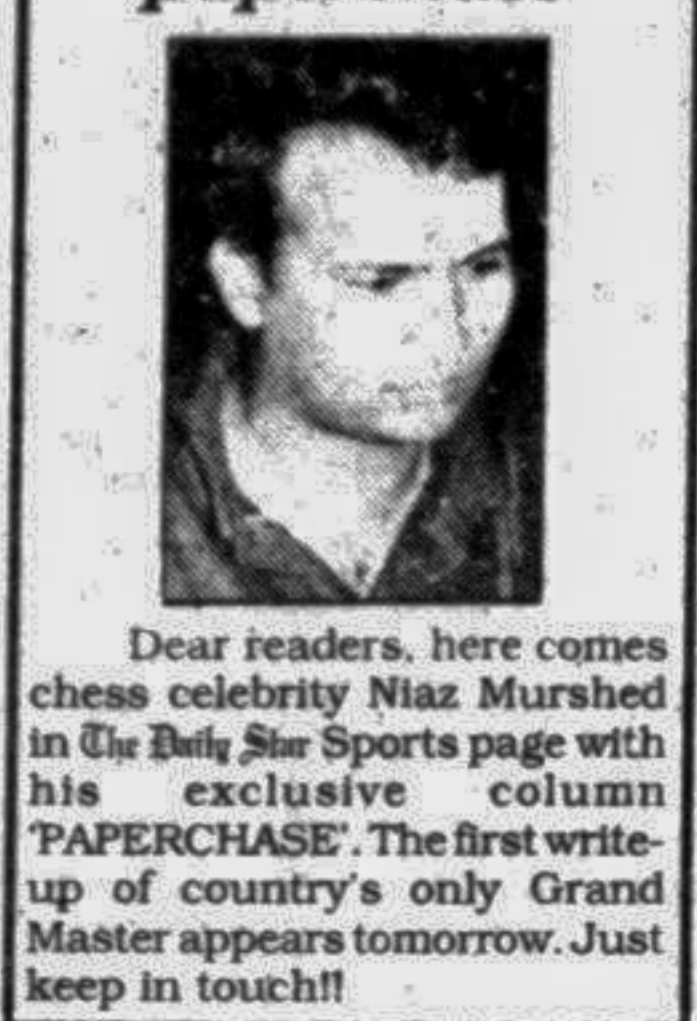 Dear readers, here comes
chess celebrity Niaz Murshed
in The Daily Star Sports page with
his exclusive column
'PAPERCHASE'. The first write-
up of country's only Grand
Master appears tomorrow. Just
keep in touch!!